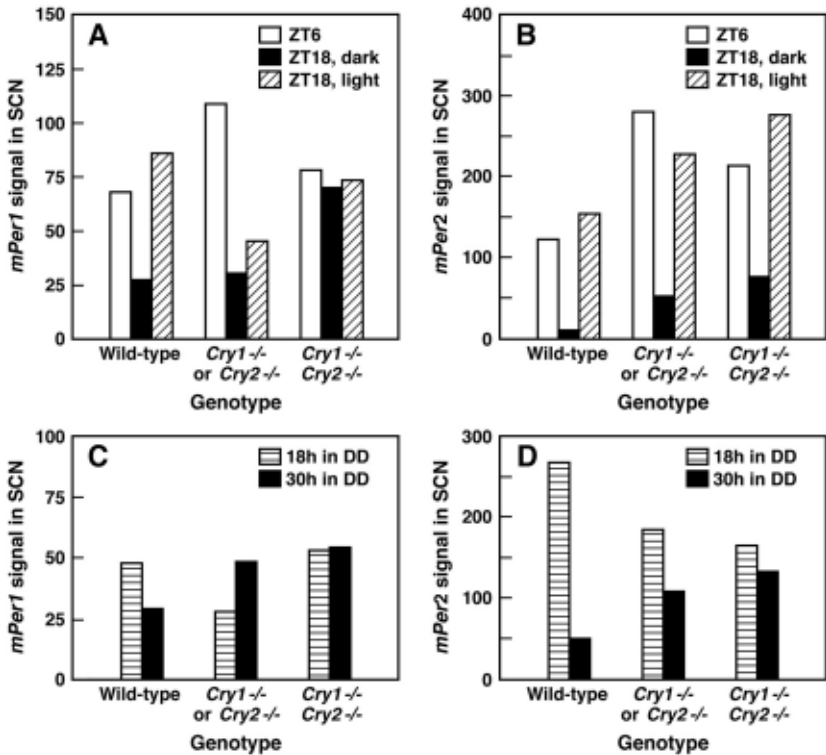 A
ZT6
ZT18, dark
ZT18, light
mPer1 signal in SCN
150
125
100
75
50
25
0
Wild-type
Cry1 -/-
or Cry2 -/-
Cry1 -/-
Cry2 -/-
Genotype
B
ZT6
ZT18, dark
ZT18, light
mPer2 signal in SCN
400
300
200
100
0
Wild-type
Cry1 -/-
or Cry2 -/-
Cry1 -/-
Cry2 -/-
Genotype
C
18h in DD
30h in DD
mPer1 signal in SCN
100
75
50
25
0
Wild-type
Cry1 -/-
or Cry2 -/-
Cry1 -/-
Cry2 -/-
Genotype
D
18h in DD
30h in DD
mPer2 signal in SCN
300
200
100
0
Wild-type
Cry1 -/-
or Cry2 -/-
Cry1 -/-
Cry2 -/-
Genotype